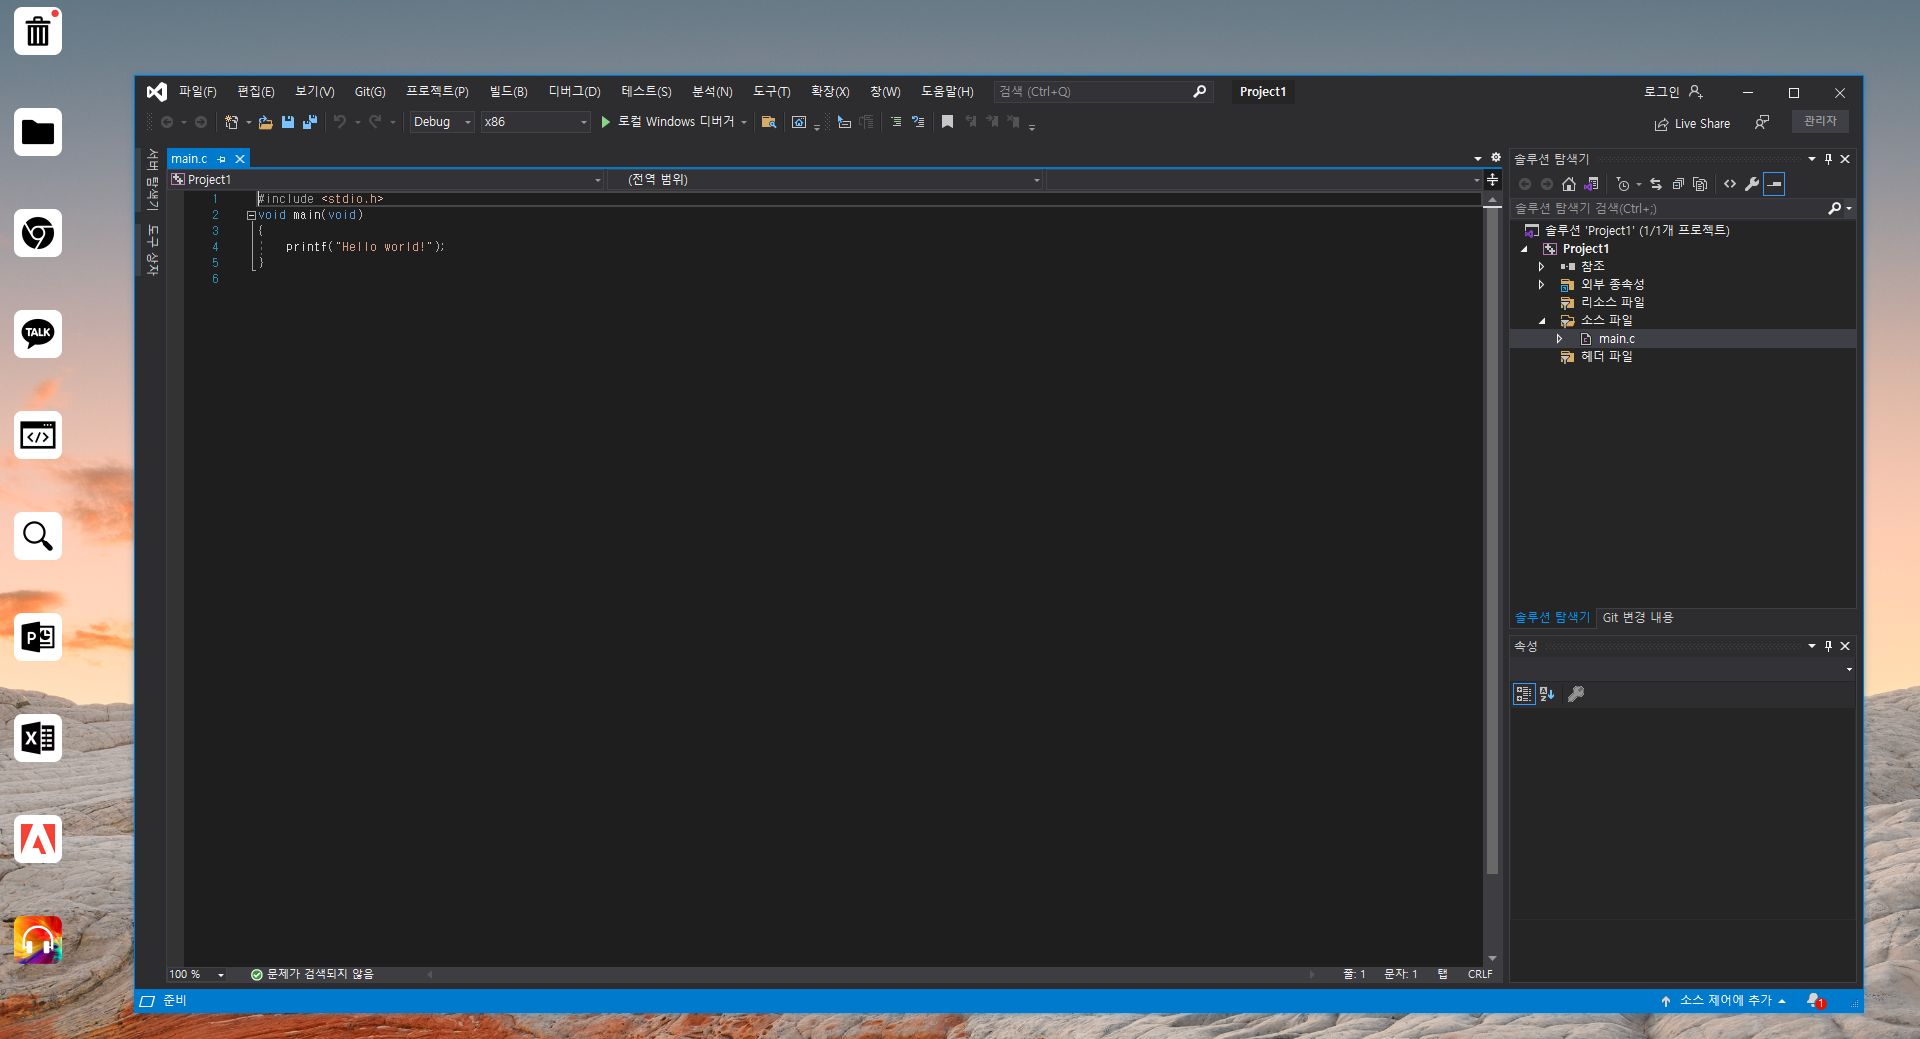 파일(F) 편집(E) 보기(V) Git(G) 프로젝트(P) 빌드(B) 디버그(D) 테스트(S) 분석(N) 도구(T) 확장(X) 창(W) 도움말(H) 검색 (Ctrl+Q) Project1 로그인
Debug x86 로컬 Windows 디버거 Live Share 관리자
서버 탐색기
도구 상자
main.c
Project1 (전역 범위)
1 #include <stdio.h>
2 void main(void)
3 {
4 printf("Hello world!");
5 }
6
100 % 문제가 검색되지 않음 줄: 1 문자: 1 탭 CRLF
솔루션 탐색기
솔루션 탐색기 검색(Ctrl+;)
솔루션 'Project1' (1/1개 프로젝트)
Project1
참조
외부 종속성
리소스 파일
소스 파일
main.c
헤더 파일
솔루션 탐색기 Git 변경 내용
속성
준비 소스 제어에 추가 1
TALK